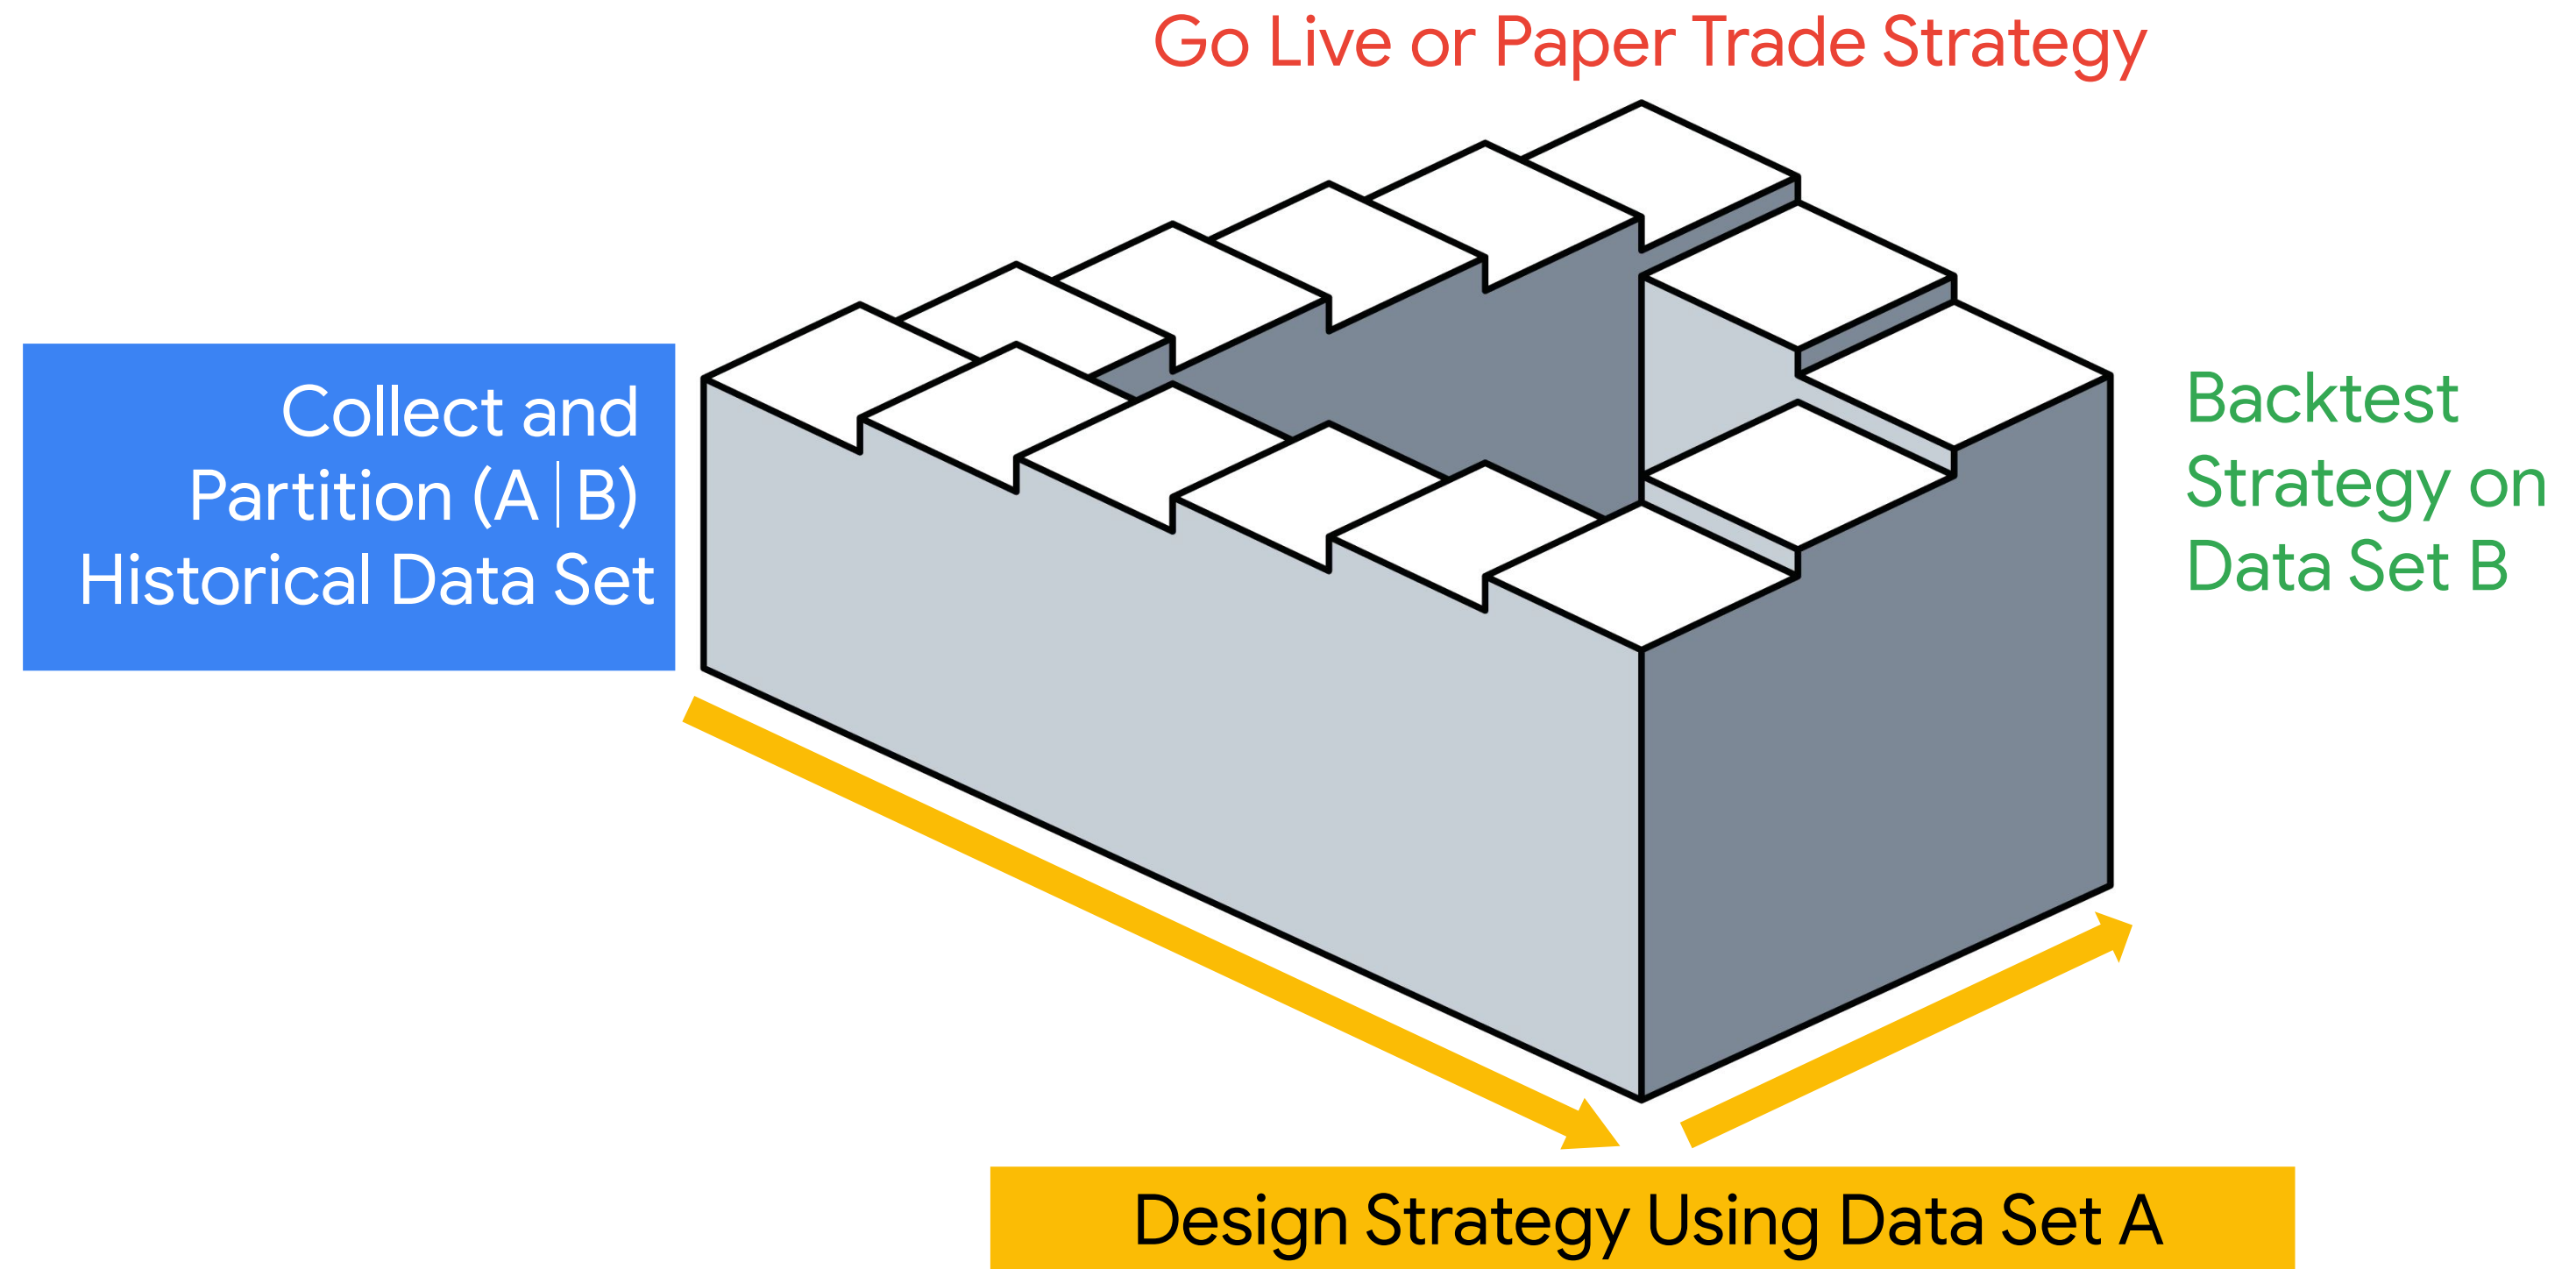 Go Live or Paper Trade Strategy
Collect and
Partition (A|B)
Historical Data Set
Backtest
Strategy on
Data Set B
Design Strategy Using Data Set A